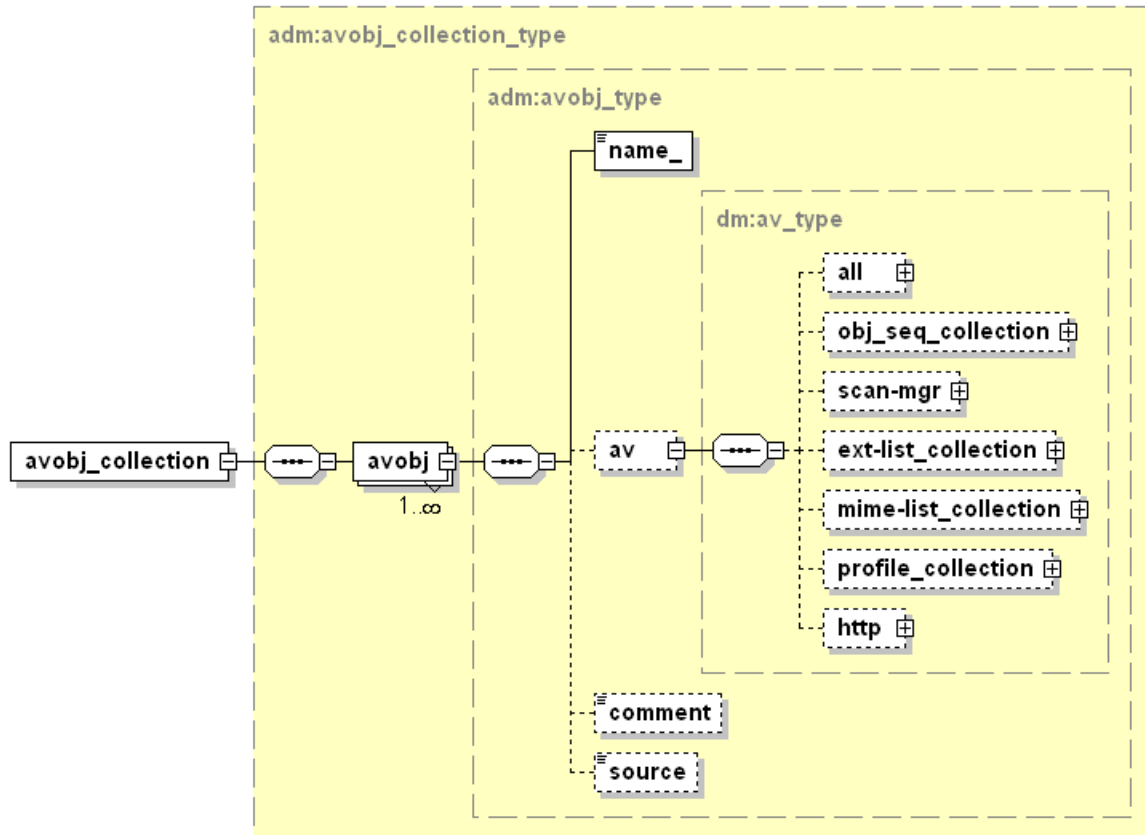 adm:avobj_collection_type
adm:avobj_type
name_
dm:av_type
all
obj_seq_collection
scan-mgr
avobj_collection
avobj
1..∞
av
ext-list_collection
mime-list_collection
profile_collection
http
comment
source